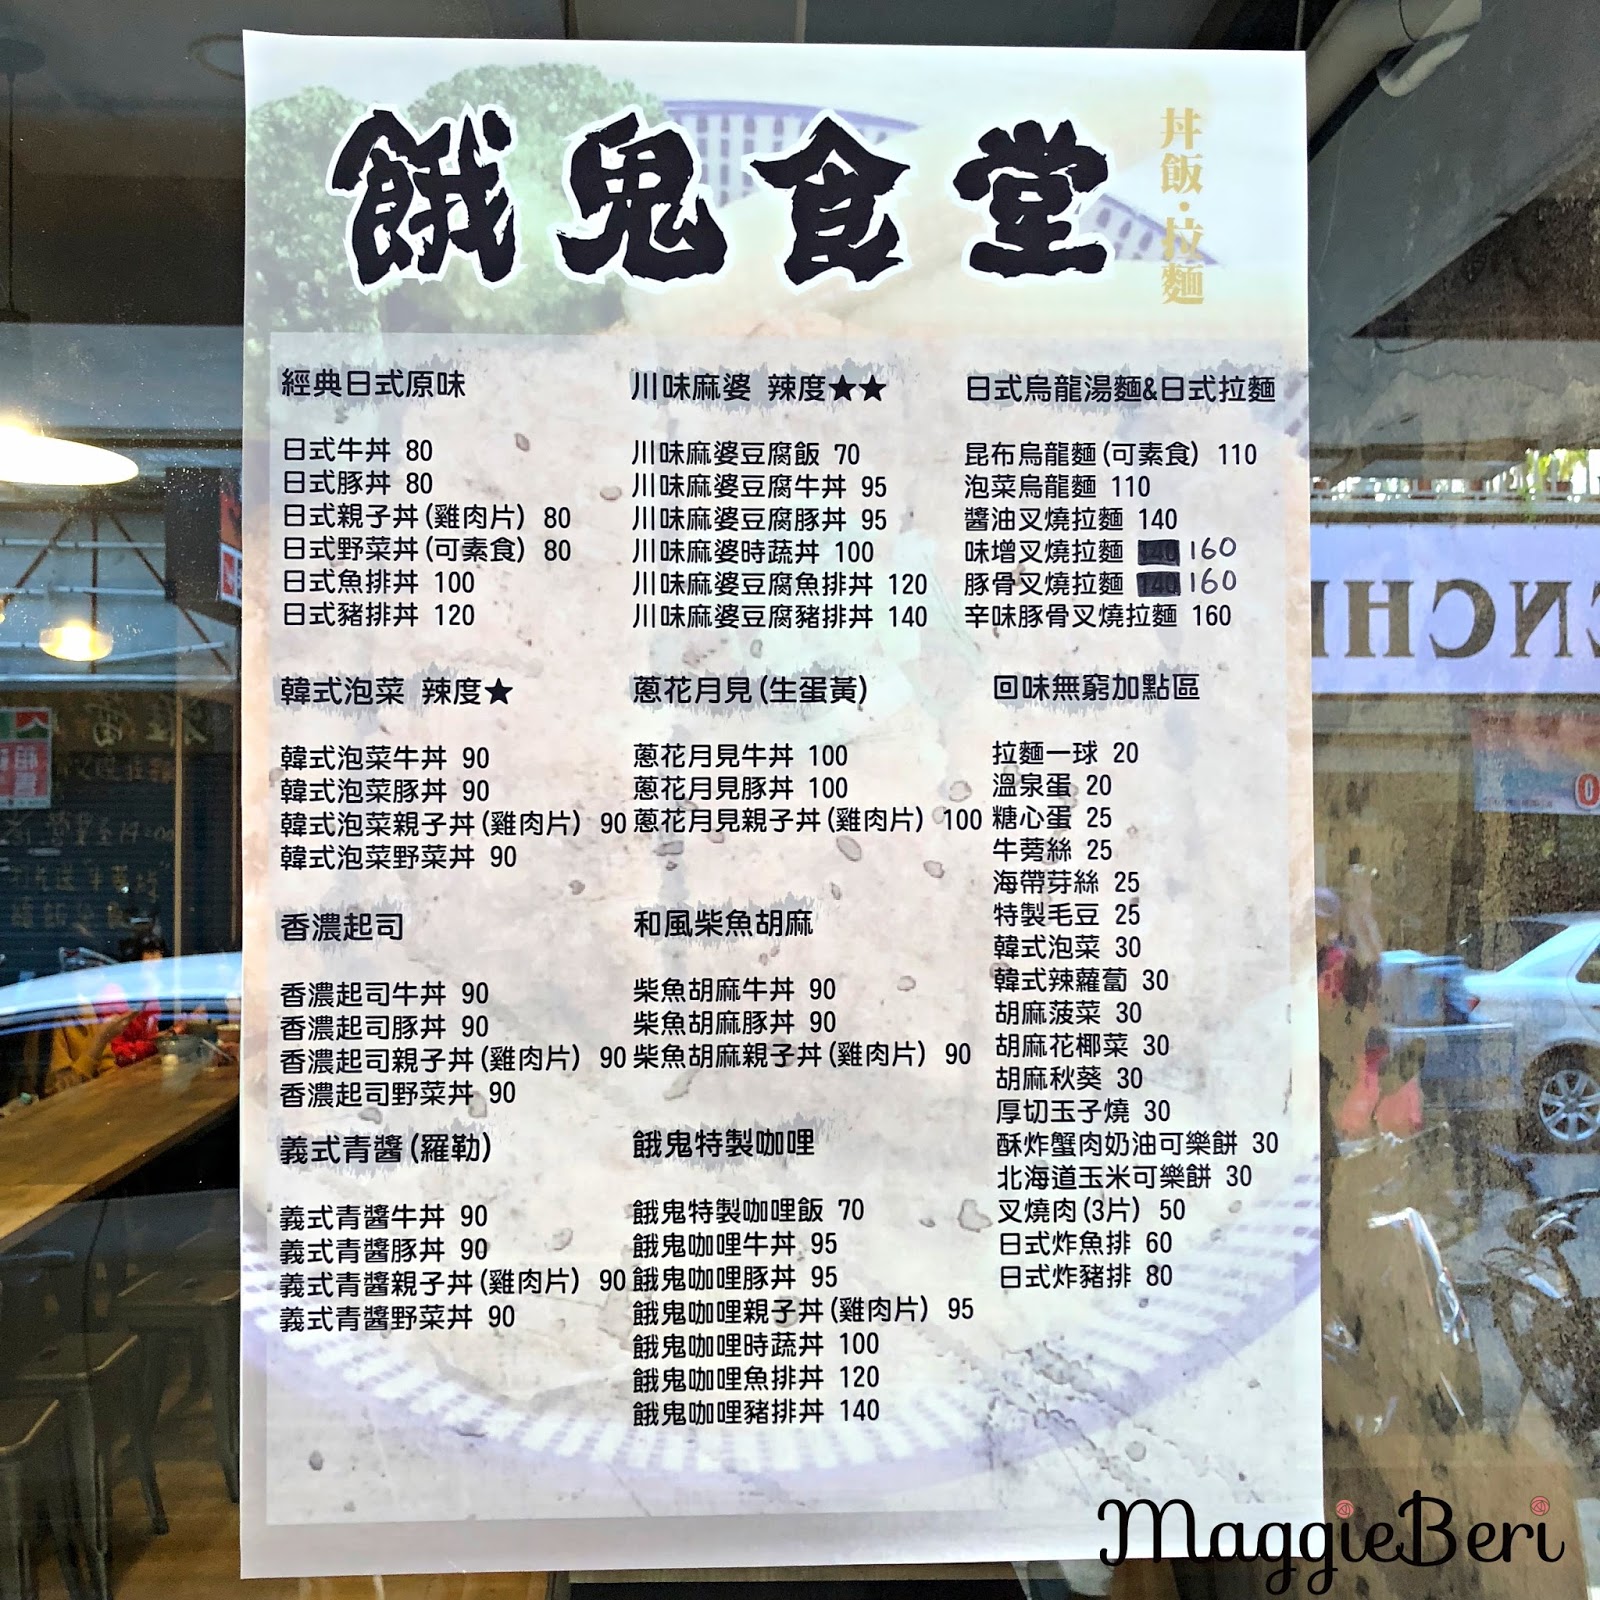 餓鬼食堂
丼飯·拉麵
經典日式原味
日式牛丼 80
日式豚丼 80
日式親子丼(雞肉片) 80
日式野菜丼(可素食) 80
日式魚排丼 100
日式豬排丼 120
韓式泡菜 辣度★
韓式泡菜牛丼 90
韓式泡菜豚丼 90
韓式泡菜親子丼(雞肉片) 90
韓式泡菜野菜丼 90
香濃起司
香濃起司牛丼 90
香濃起司豚丼 90
香濃起司親子丼(雞肉片) 90
香濃起司野菜丼 90
義式青醬(羅勒)
義式青醬牛丼 90
義式青醬豚丼 90
義式青醬親子丼(雞肉片) 90
義式青醬野菜丼 90
川味麻婆 辣度★★
川味麻婆豆腐飯 70
川味麻婆豆腐牛丼 95
川味麻婆豆腐豚丼 95
川味麻婆時蔬丼 100
川味麻婆豆腐魚排丼 120
川味麻婆豆腐豬排丼 140
蔥花月見(生蛋黃)
蔥花月見牛丼 100
蔥花月見豚丼 100
蔥花月見親子丼(雞肉片) 100
和風柴魚胡麻
柴魚胡麻牛丼 90
柴魚胡麻豚丼 90
柴魚胡麻親子丼(雞肉片) 90
餓鬼特製咖哩
餓鬼特製咖哩飯 70
餓鬼咖哩牛丼 95
餓鬼咖哩豚丼 95
餓鬼咖哩親子丼(雞肉片) 95
餓鬼咖哩時蔬丼 100
餓鬼咖哩魚排丼 120
餓鬼咖哩豬排丼 140
日式烏龍湯麵&日式拉麵
昆布烏龍麵(可素食) 110
泡菜烏龍麵 110
醬油叉燒拉麵 140
味增叉燒拉麵 140 160
豚骨叉燒拉麵 140 160
辛味豚骨叉燒拉麵 160
回味無窮加點區
拉麵一球 20
溫泉蛋 20
糖心蛋 25
牛蒡絲 25
海帶芽絲 25
特製毛豆 25
韓式泡菜 30
韓式辣蘿蔔 30
胡麻菠菜 30
胡麻花椰菜 30
胡麻秋葵 30
厚切玉子燒 30
酥炸蟹肉奶油可樂餅 30
北海道玉米可樂餅 30
叉燒肉(3片) 50
日式炸魚排 60
日式炸豬排 80
MaggieBeri